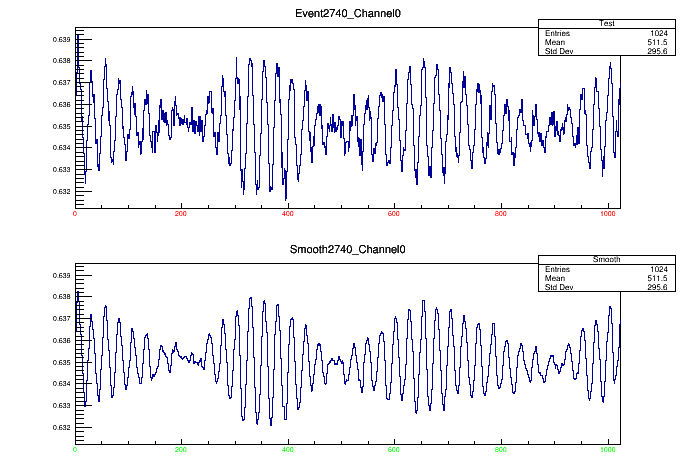 Event2740_Channel0
Test
Entries 1024
Mean 511.5
Std Dev 295.6
0.639
0.638
0.637
0.636
0.635
0.634
0.633
0.632
0 200 400 600 800 1000
Smooth2740_Channel0
Smooth
Entries 1024
Mean 511.5
Std Dev 295.6
0.639
0.638
0.637
0.636
0.635
0.634
0.633
0.632
0 200 400 600 800 1000